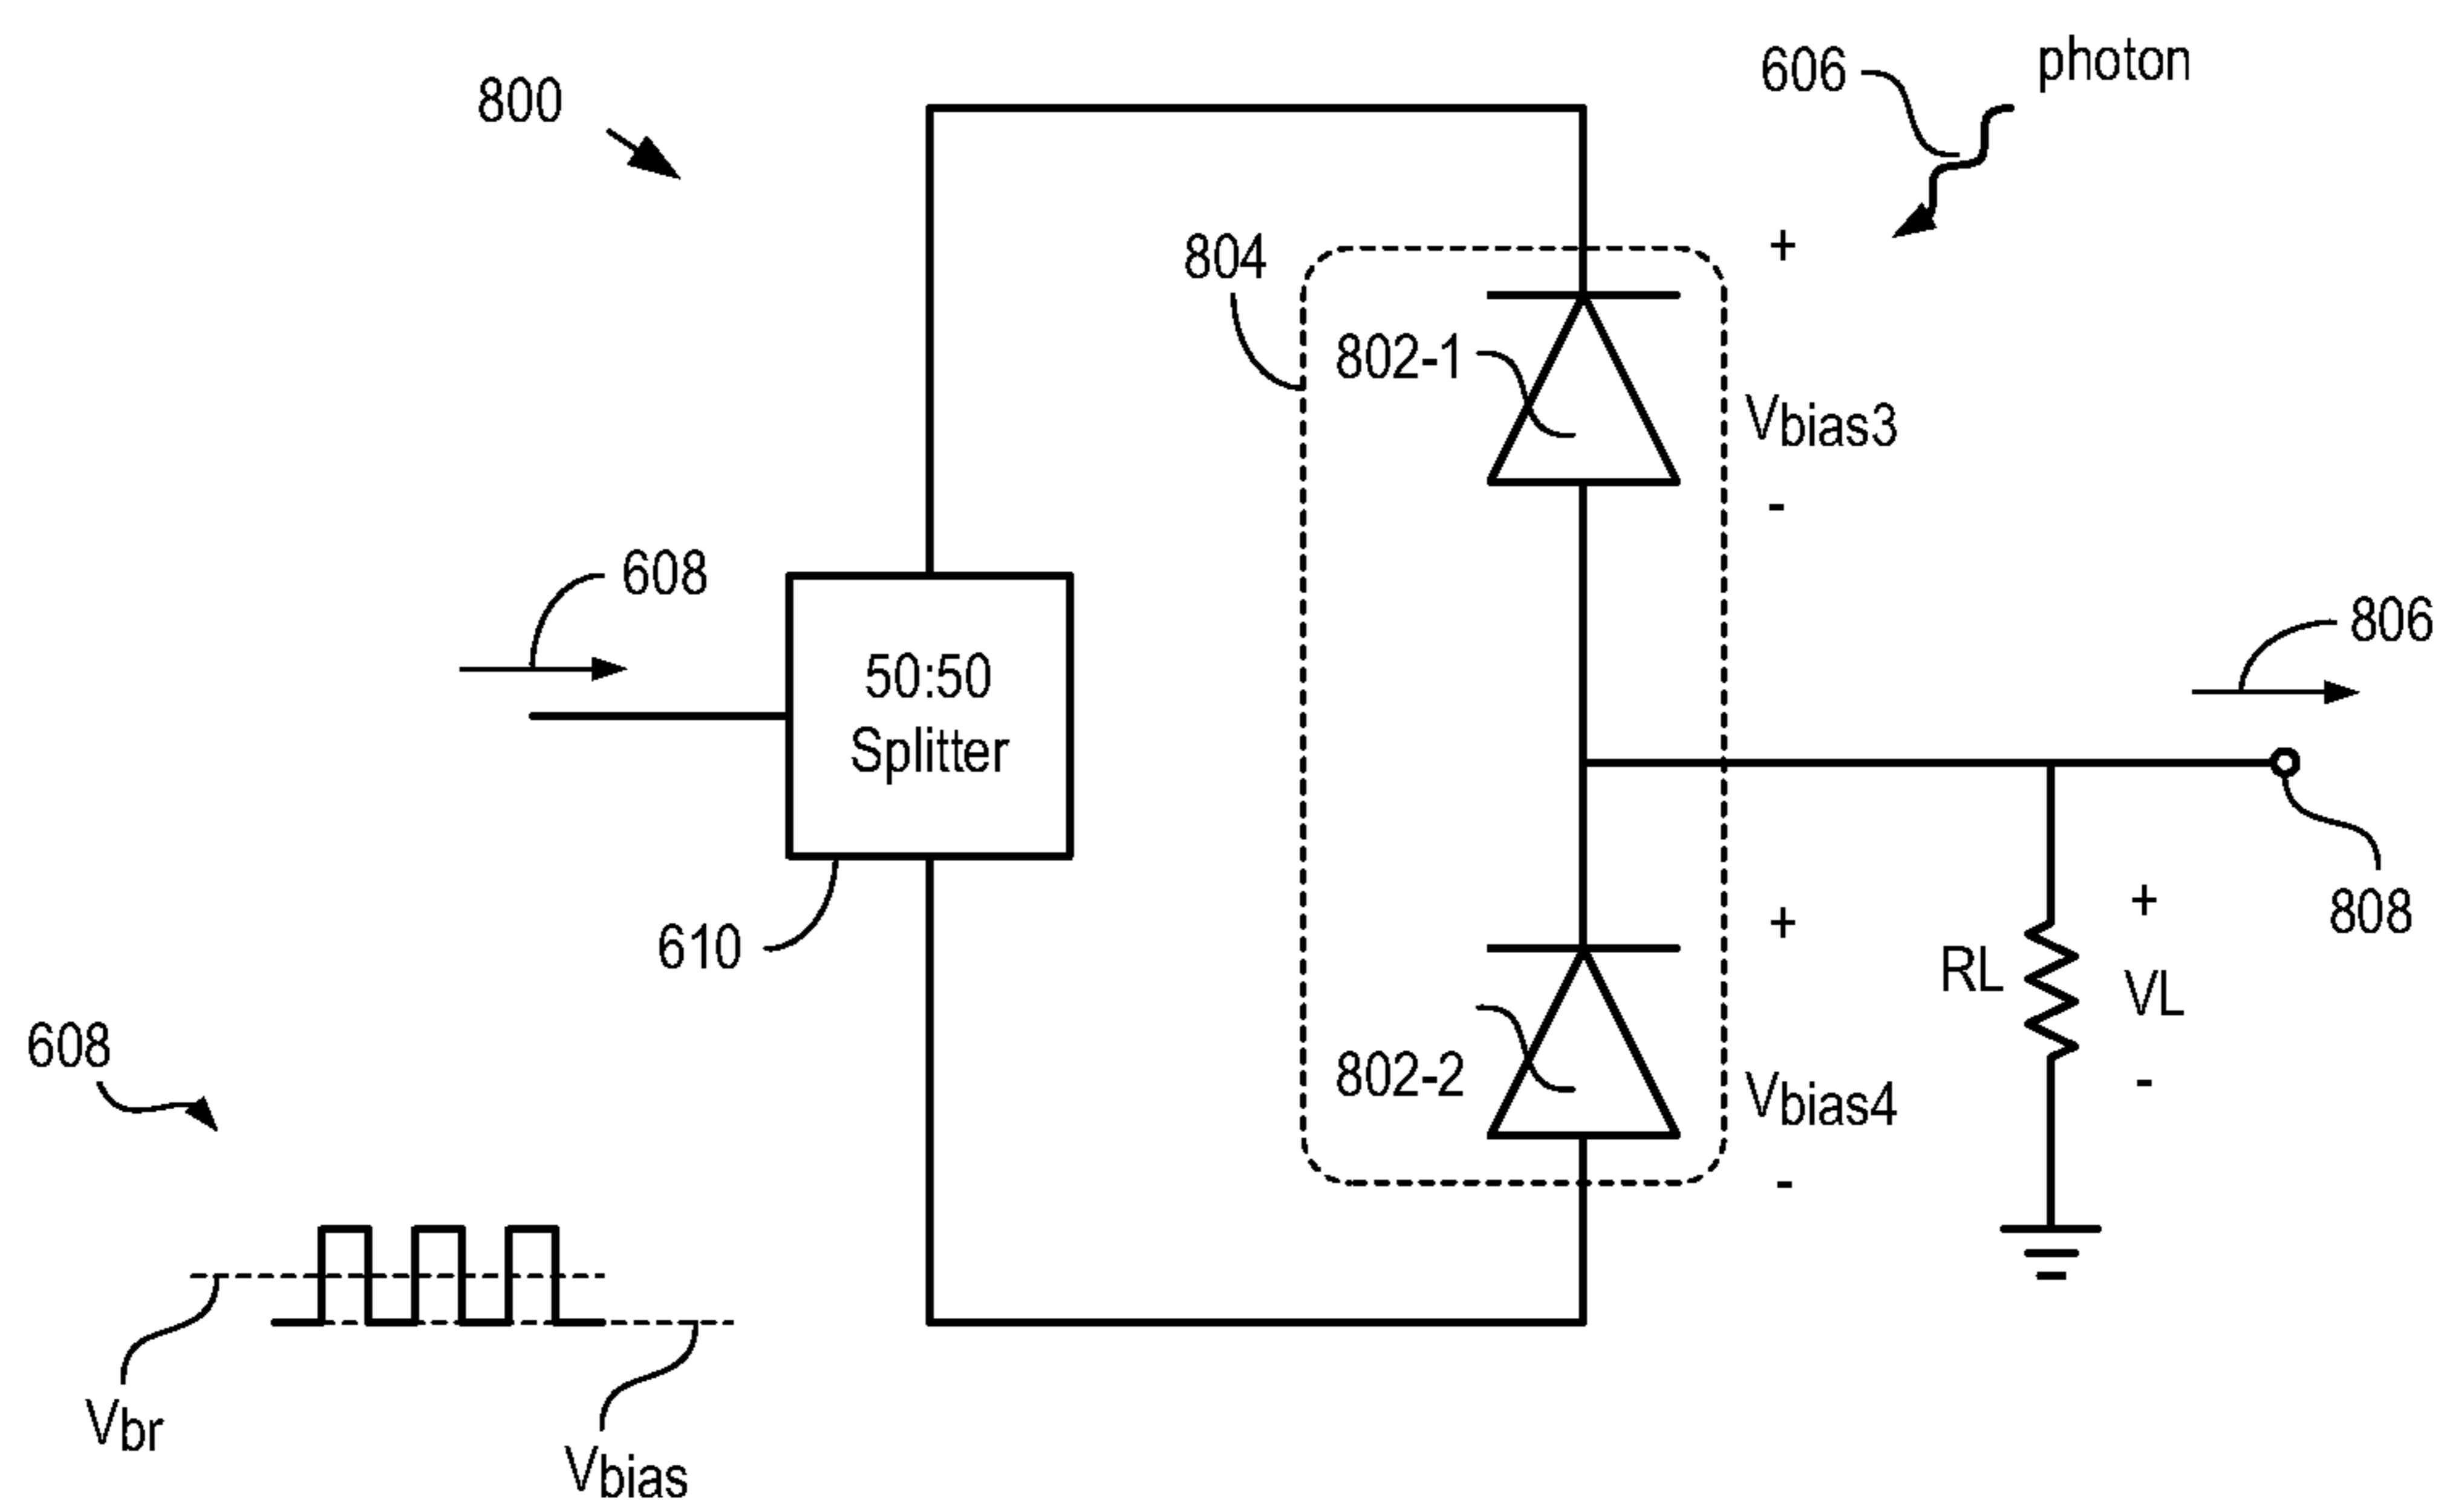 800
606
photon
804
+
802-1
Vbias3
-
608
50:50
Splitter
806
610
808
+
802-2
Vbias4
-
RL
+
VL
-
608
Vbr
Vbias